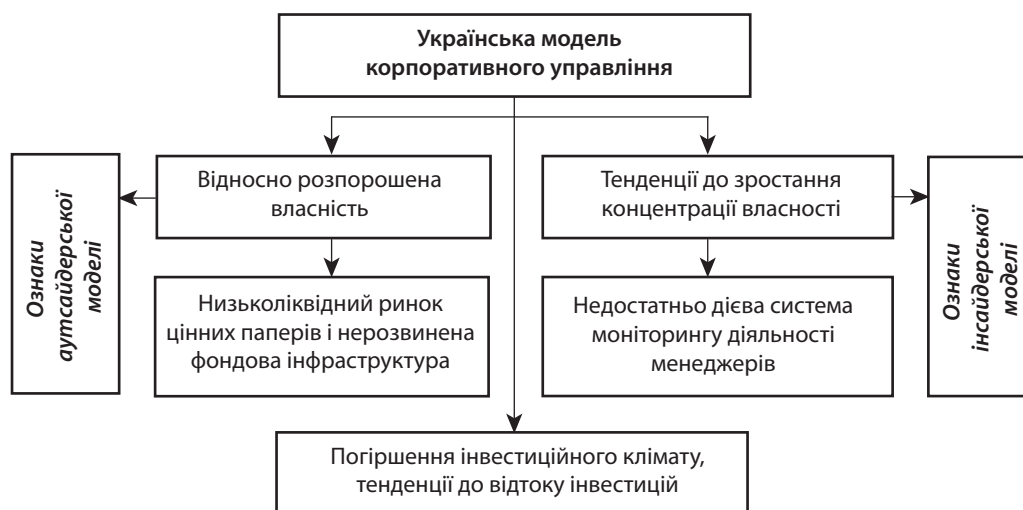 Українська модель
корпоративного управління
Ознаки
аутсайдерської
моделі
Відносно розпорошена
власність
Тенденції до зростання
концентрації власності
Ознаки
інсайдерської
моделі
Низьколіквідний ринок
цінних паперів і нерозвинена
фондова інфраструктура
Недостатньо дієва система
моніторингу діяльності
менеджерів
Погіршення інвестиційного клімату,
тенденції до відтоку інвестицій